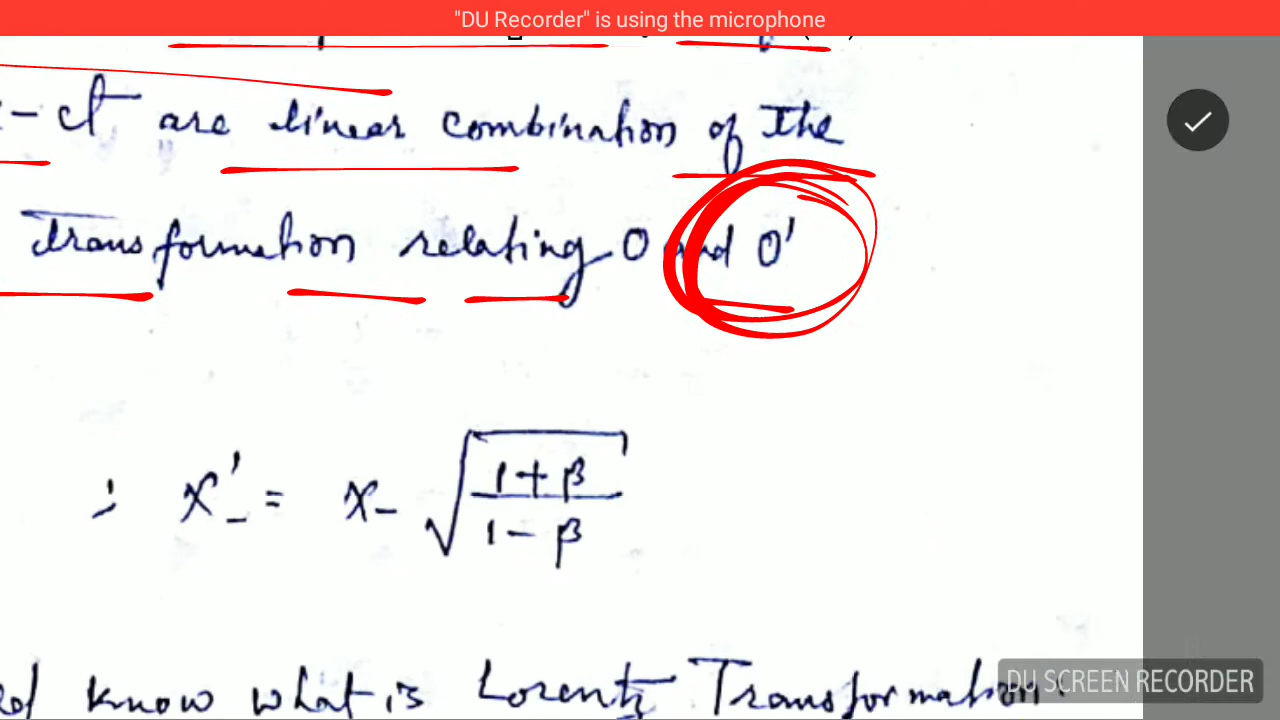 "DU Recorder" is using the microphone
- ct are linear combination of the
transformation relating O and O'
∴ x'₋ = x₋ √((1 + β)/(1 - β))
know what is Lorentz Transformation.
DU SCREEN RECORDER